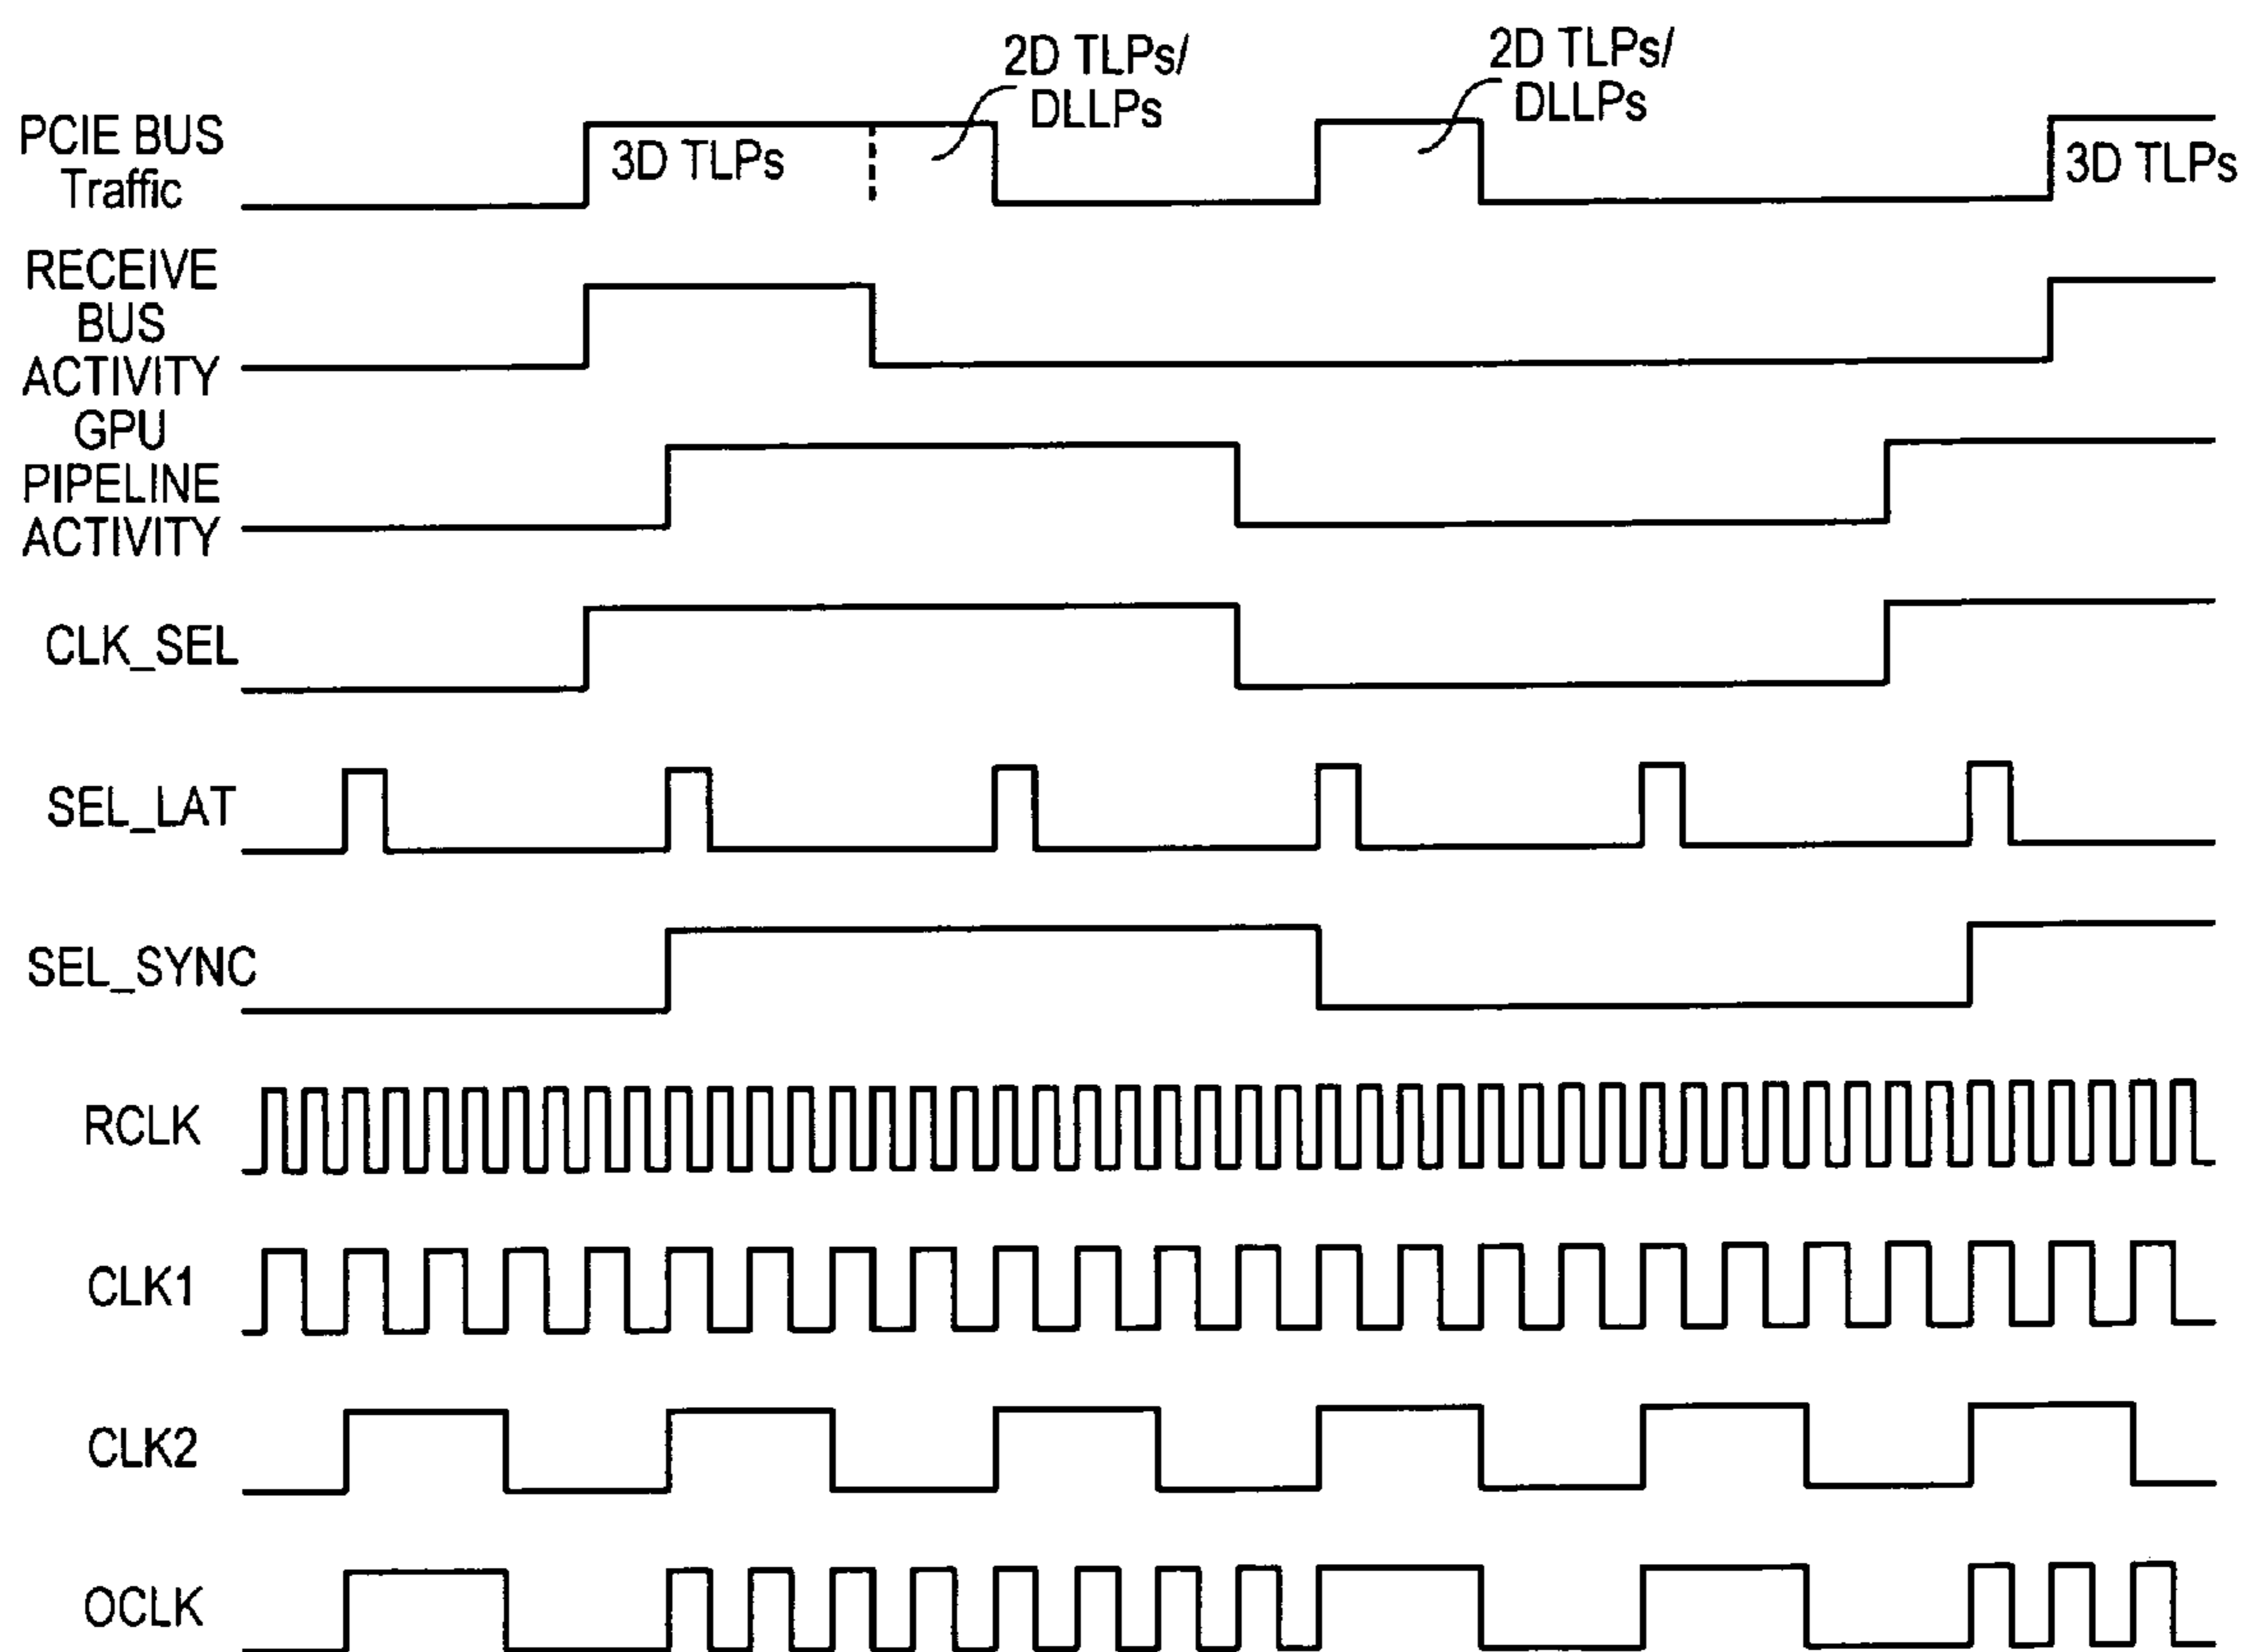 2D TLPs/
DLLPs
2D TLPs/
DLLPs
PCIE BUS
Traffic
3D TLPs
3D TLPs
RECEIVE
BUS
ACTIVITY
GPU
PIPELINE
ACTIVITY
CLK_SEL
SEL_LAT
SEL_SYNC
RCLK
CLK1
CLK2
OCLK